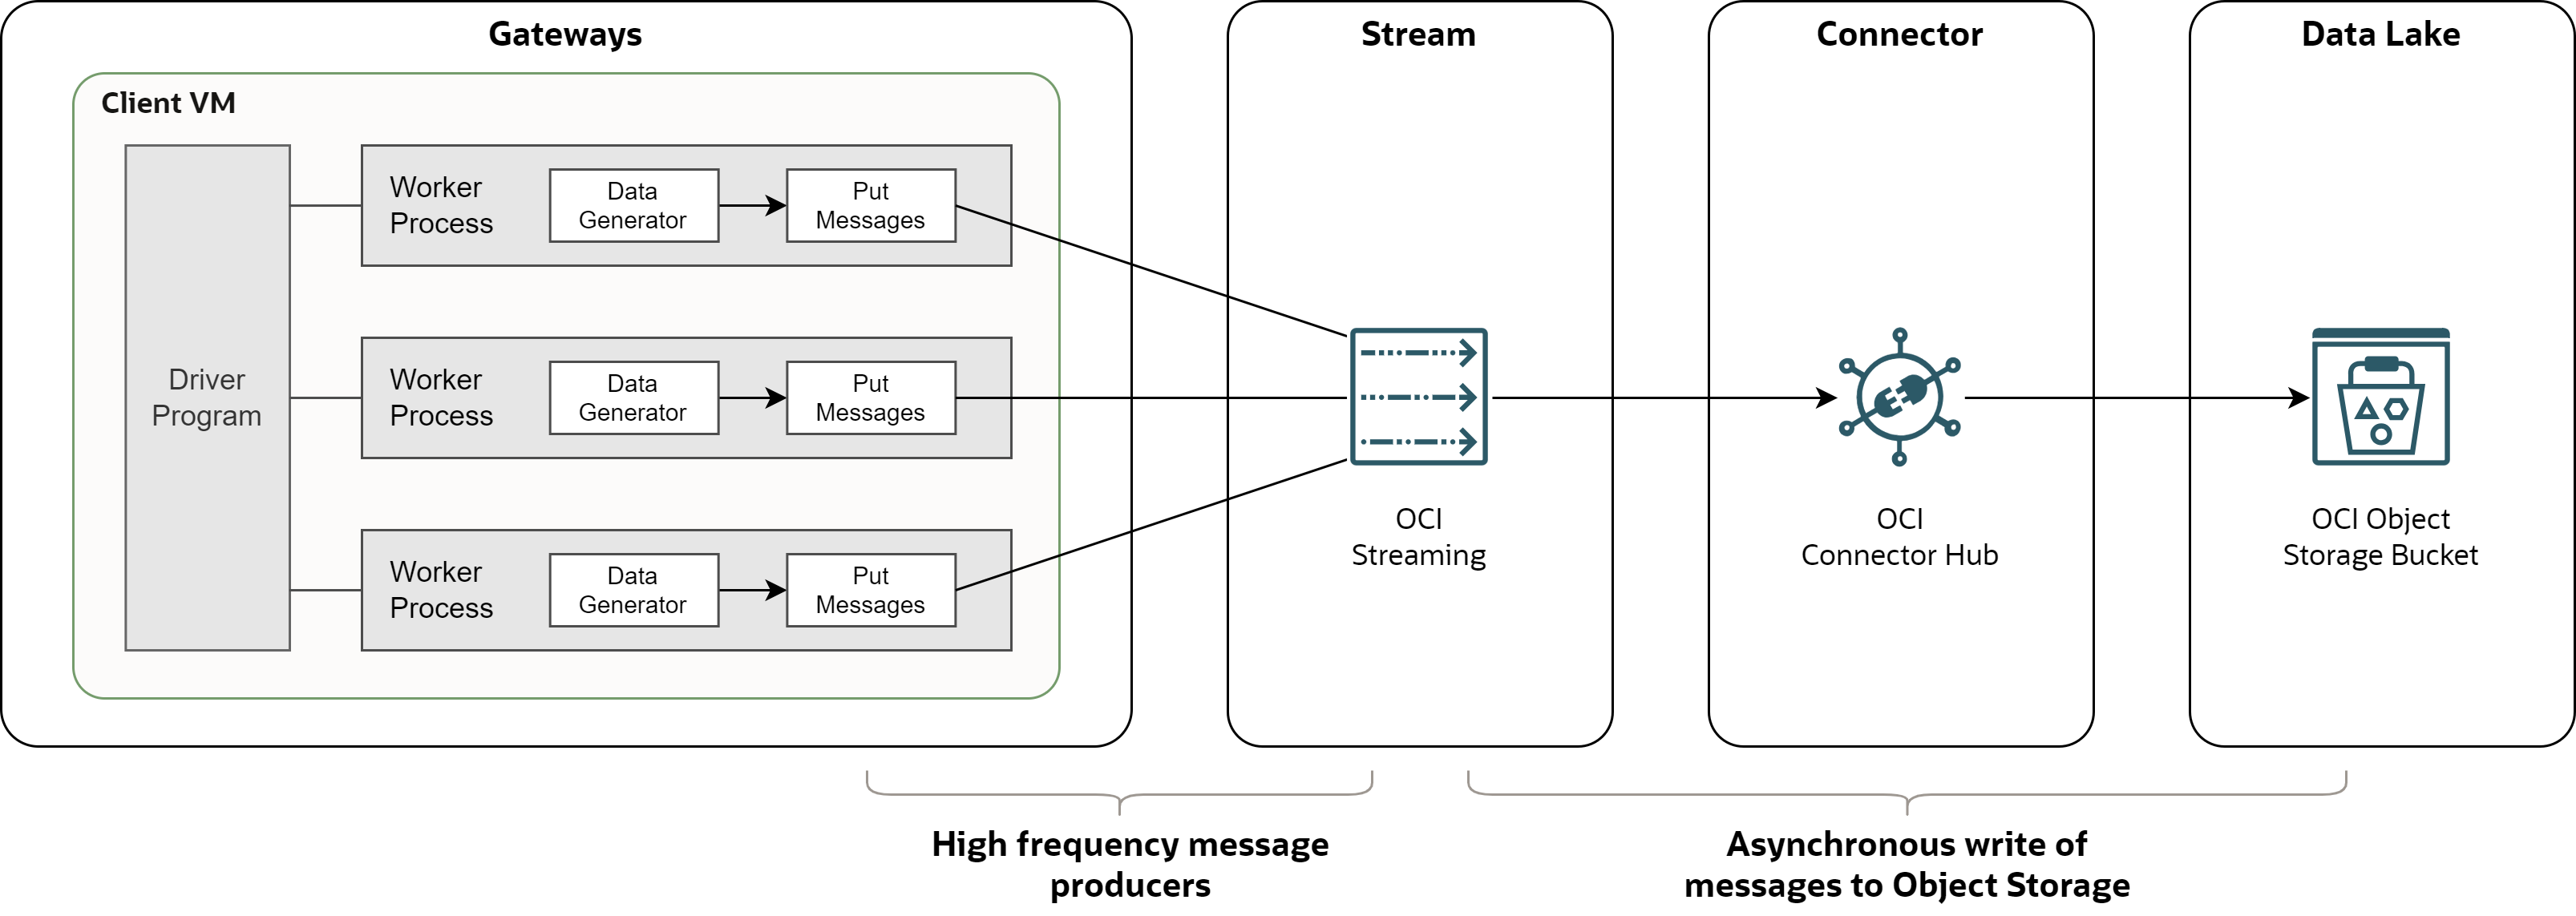 Gateways
Client VM
Driver
Program
Worker
Process
Data
Generator
Put
Messages
Worker
Process
Data
Generator
Put
Messages
Worker
Process
Data
Generator
Put
Messages
Stream
OCI
Streaming
Connector
OCI
Connector Hub
Data Lake
OCI Object
Storage Bucket
High frequency message
producers
Asynchronous write of
messages to Object Storage